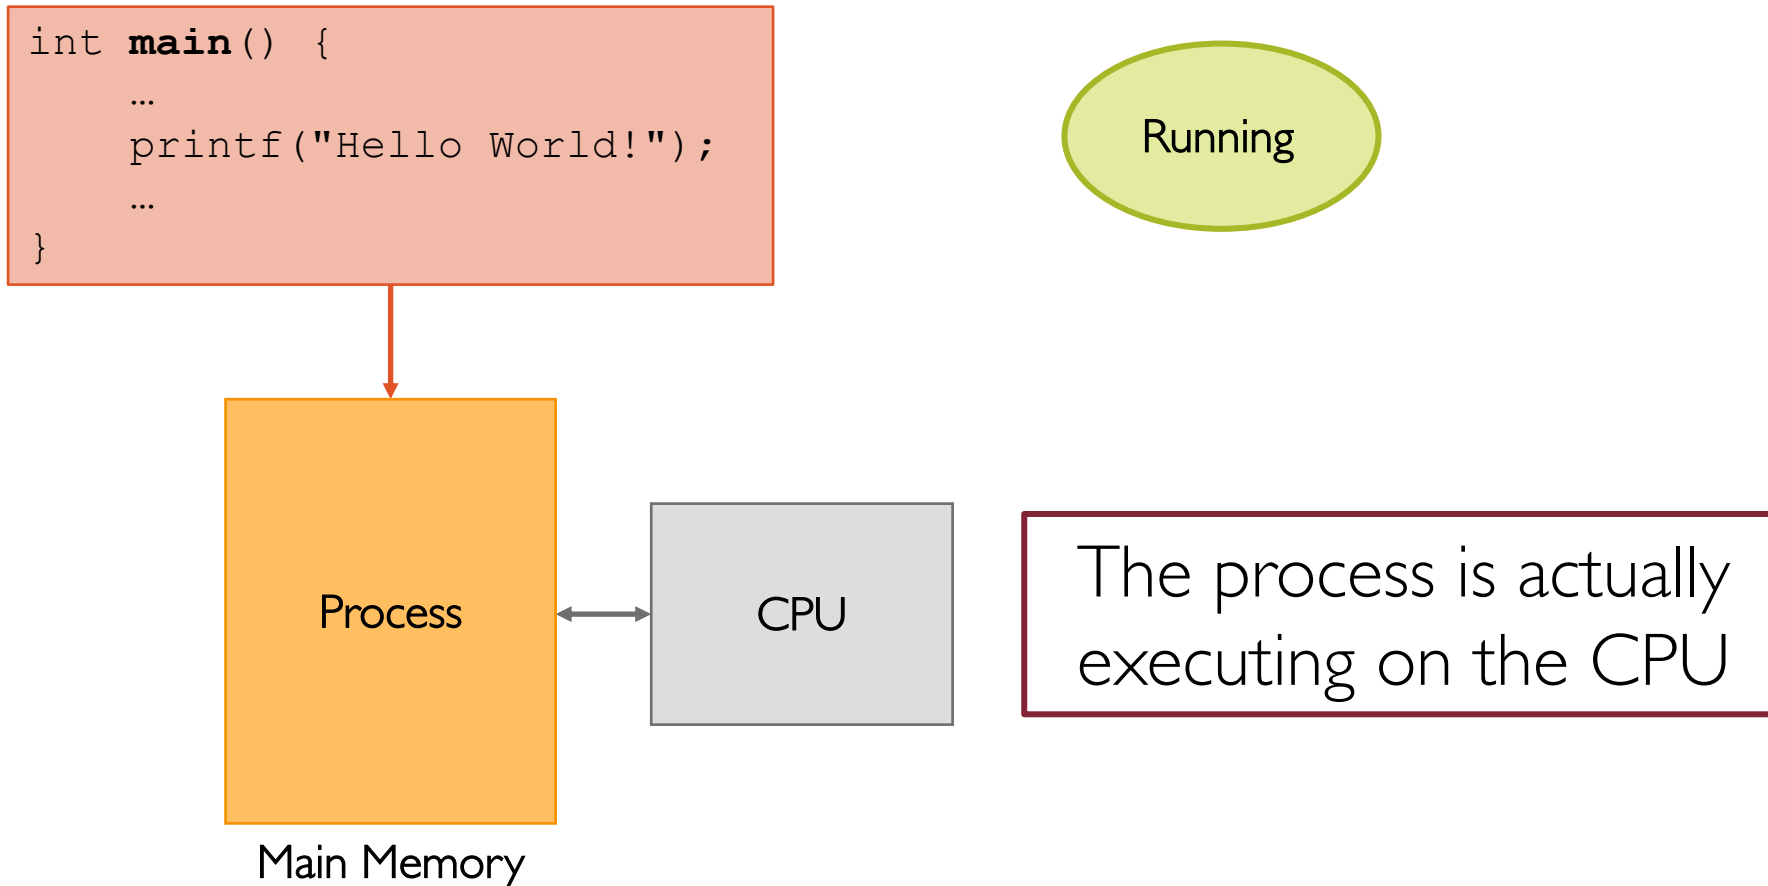 int main() {
…
printf("Hello World!");
…
}
Running
Process
CPU
The process is actually
executing on the CPU
Main Memory